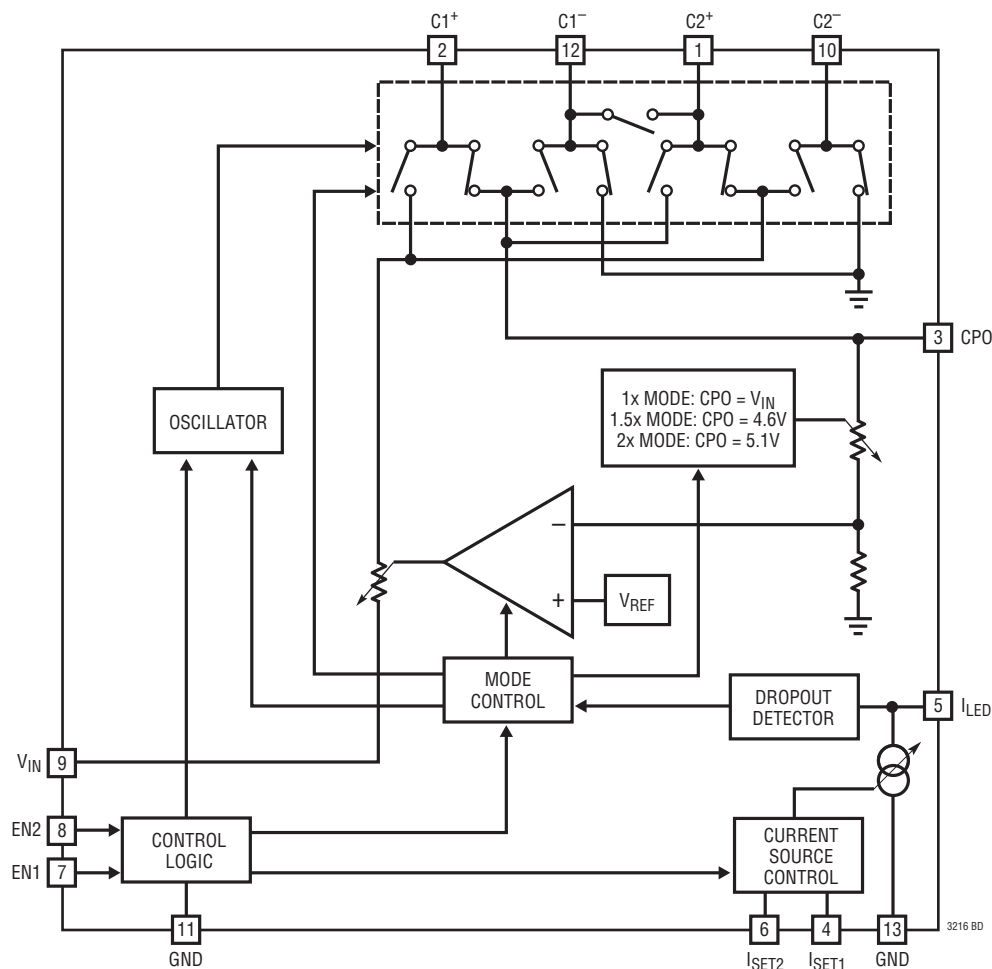 C1+
C1–
C2+
C2–
2
12
1
10
3
CPO
OSCILLATOR
1x MODE: CPO = VIN
1.5x MODE: CPO = 4.6V
2x MODE: CPO = 5.1V
–
+
VREF
MODE
CONTROL
DROPOUT
DETECTOR
5
ILED
VIN
9
EN2
8
EN1
7
CONTROL
LOGIC
CURRENT
SOURCE
CONTROL
11
GND
6
ISET2
4
ISET1
13
GND
3216 BD